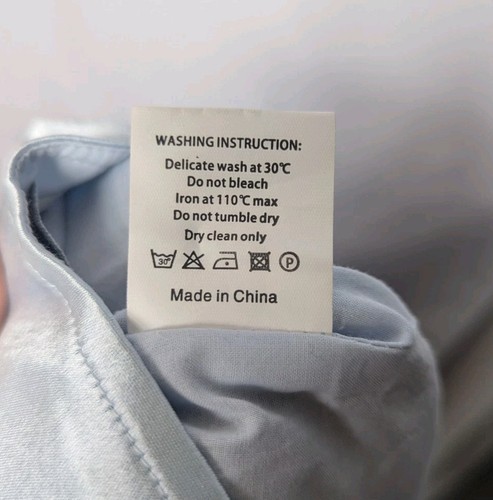 WASHING INSTRUCTION:
Delicate wash at 30℃
Do not bleach
Iron at 110℃ max
Do not tumble dry
Dry clean only
30° P
Made in China